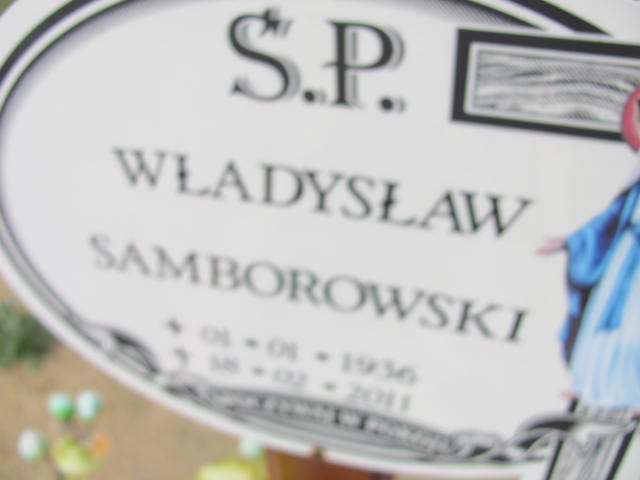 Ś.P.
WŁADYSŁAW
SAMBOROWSKI
* 01 - 01 - 1936
† 18 - 02 - 2011